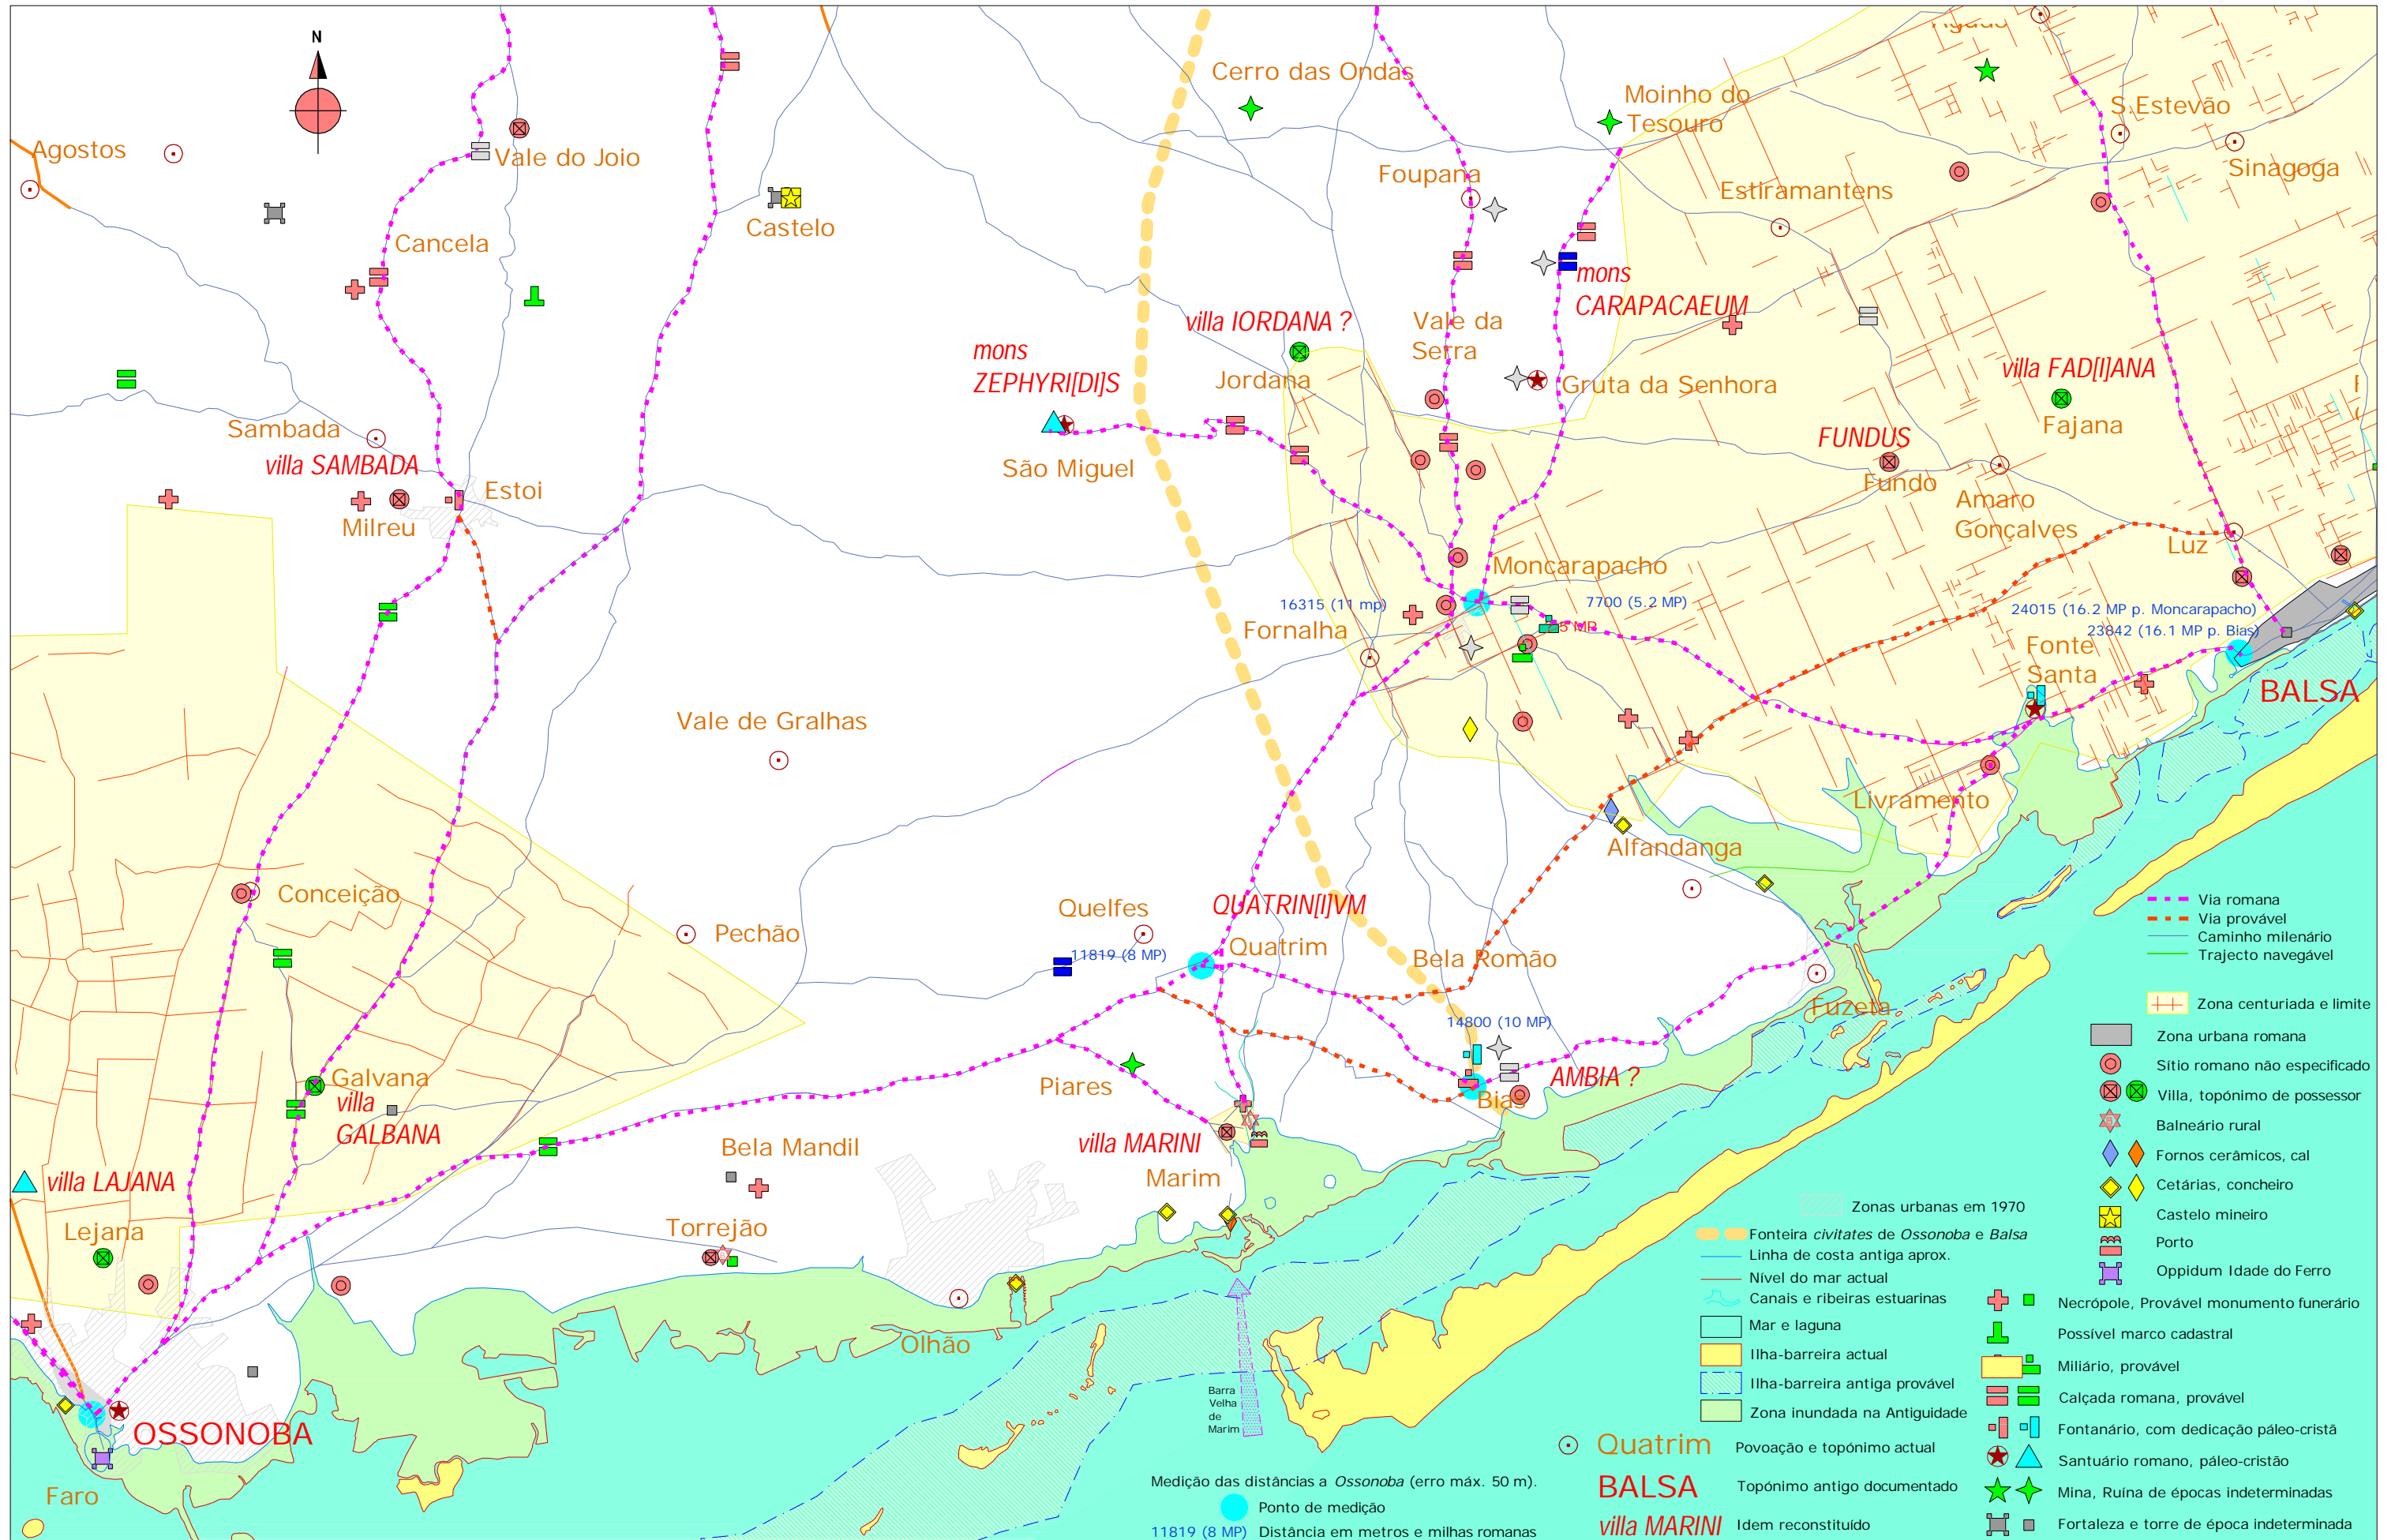 N
Agostos
Vale do Joio
Cancela
Castelo
Cerro das Ondas
Moinho do
Tesouro
Foupana
Estiramantens
S.Estevão
Sinagoga
mons
CARAPACAEUM
villa IORDANA ?
Jordana
Vale da
Serra
mons
ZEPHYRI[DI]S
São Miguel
Gruta da Senhora
villa FAD[I]ANA
Fajana
FUNDUS
Fundo
Amaro
Gonçalves
Luz
Sambada
villa SAMBADA
Estoi
Milreu
Moncarapacho
16315 (11 mp)
7700 (5.2 MP)
Fornalha
24015 (16.2 MP p. Moncarapacho)
23842 (16.1 MP p. Bias)
Fonte
Santa
BALSA
Vale de Gralhas
Livramento
Alfandanga
Conceição
Pechão
Quelfes
11819 (8 MP)
QUATRIN[I]VM
Quatrim
Bela Romão
Fuzeta
14800 (10 MP)
Bias
AMBIA ?
Piares
Galvana
villa
GALBANA
villa MARINI
Marim
Bela Mandil
Torrejão
villa LAJANA
Lejana
Olhão
OSSONOBA
Faro
Barra
Velha
de
Marim
Via romana
Via provável
Caminho milenário
Trajecto navegável
Zona centuriada e limite
Zona urbana romana
Sítio romano não especificado
Villa, topónimo de possessor
Balneário rural
Fornos cerâmicos, cal
Cetárias, concheiro
Castelo mineiro
Porto
Oppidum Idade do Ferro
Necrópole, Provável monumento funerário
Possível marco cadastral
Miliário, provável
Calçada romana, provável
Fontanário, com dedicação páleo-cristã
Santuário romano, páleo-cristão
Mina, Ruína de épocas indeterminadas
Fortaleza e torre de época indeterminada
Zonas urbanas em 1970
Fonteira civitates de Ossonoba e Balsa
Linha de costa antiga aprox.
Nível do mar actual
Canais e ribeiras estuarinas
Mar e laguna
Ilha-barreira actual
Ilha-barreira antiga provável
Zona inundada na Antiguidade
Quatrim Povoação e topónimo actual
BALSA Topónimo antigo documentado
villa MARINI Idem reconstituído
Medição das distâncias a Ossonoba (erro máx. 50 m).
Ponto de medição
11819 (8 MP) Distância em metros e milhas romanas